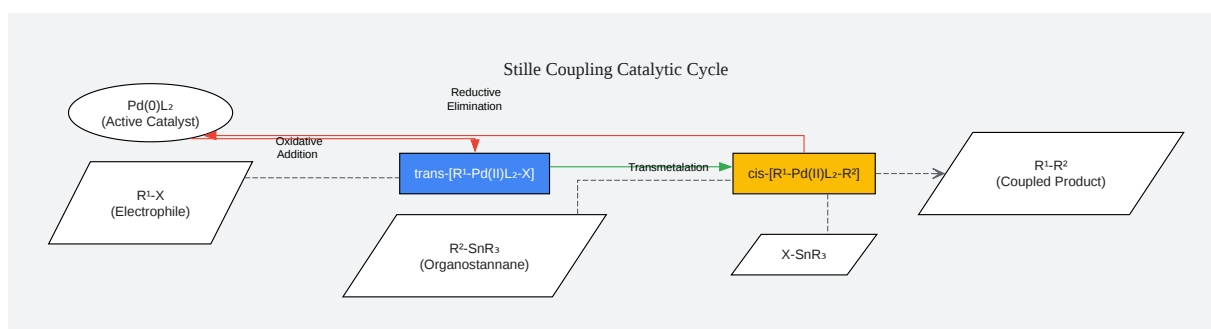 Stille Coupling Catalytic Cycle
Reductive
Elimination
Pd(0)L₂
(Active Catalyst)
Oxidative
Addition
trans-[R¹-Pd(II)L₂-X]
Transmetalation
cis-[R¹-Pd(II)L₂-R²]
R¹-R²
(Coupled Product)
R¹-X
(Electrophile)
R²-SnR₃
(Organostannane)
X-SnR₃